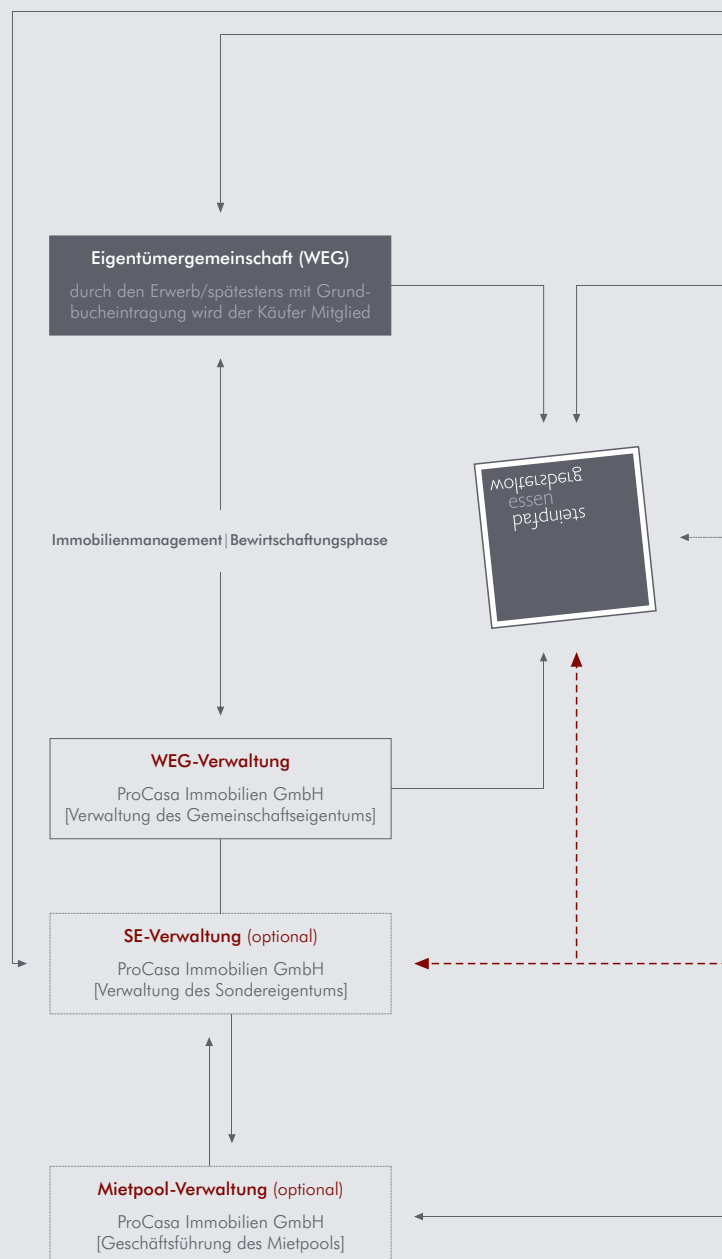 Eigentümergemeinschaft (WEG)
durch den Erwerb/spätestens mit Grund-
bucheintragung wird der Käufer Mitglied
woltersberg
essen
steinpfad
Immobilienmanagement|Bewirtschaftungsphase
WEG-Verwaltung
ProCasa Immobilien GmbH
[Verwaltung des Gemeinschaftseigentums]
SE-Verwaltung (optional)
ProCasa Immobilien GmbH
[Verwaltung des Sondereigentums]
Mietpool-Verwaltung (optional)
ProCasa Immobilien GmbH
[Geschäftsführung des Mietpools]